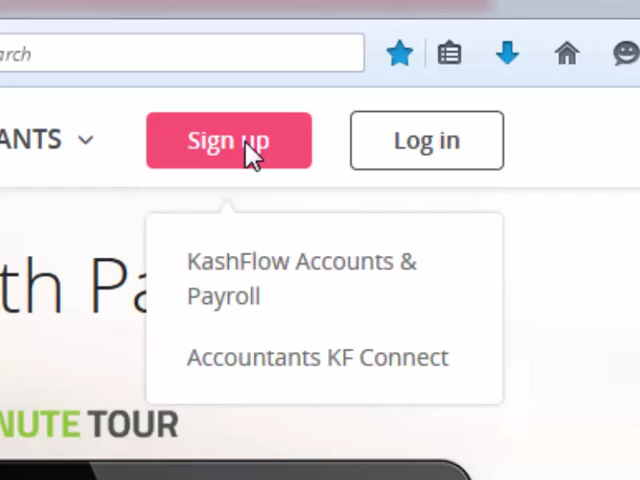 arch
ANTS
Sign up
Log in
KashFlow Accounts &
Payroll
th Pa
Accountants KF Connect
NUTE TOUR